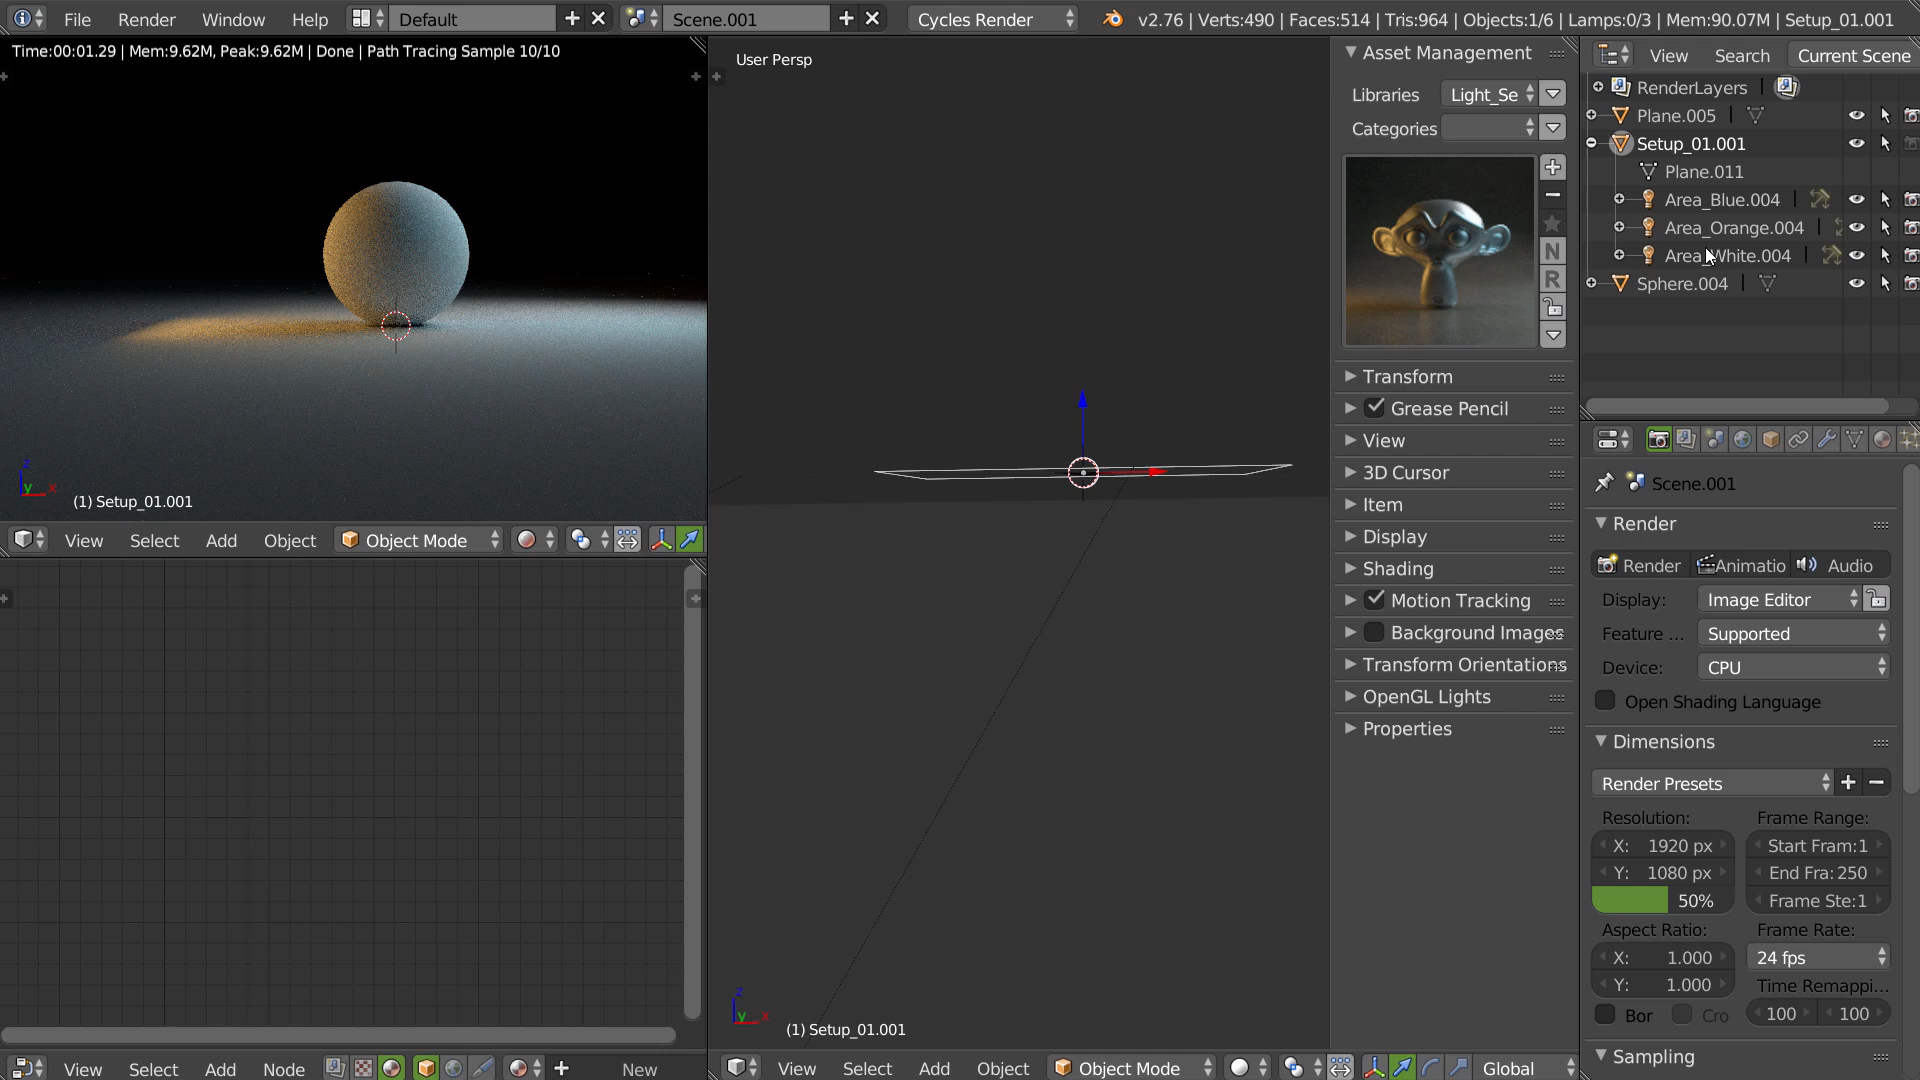 File Render Window Help Default Scene.001 Cycles Render v2.76 | Verts:490 | Faces:514 | Tris:964 | Objects:1/6 | Lamps:0/3 | Mem:90.07M | Setup_01.001
Time:00:01.29 | Mem:9.62M, Peak:9.62M | Done | Path Tracing Sample 10/10
z
y x
(1) Setup_01.001
View Select Add Object Object Mode
View Select Add Node New
User Persp
z
y x
(1) Setup_01.001
View Select Add Object Object Mode Global
Asset Management
Libraries Light_Se
Categories
N
R
Transform
Grease Pencil
View
3D Cursor
Item
Display
Shading
Motion Tracking
Background Images
Transform Orientations
OpenGL Lights
Properties
View Search Current Scene
RenderLayers
Plane.005
Setup_01.001
Plane.011
Area_Blue.004
Area_Orange.004
Area_White.004
Sphere.004
Scene.001
Render
Render Animatio Audio
Display: Image Editor
Feature ... Supported
Device: CPU
Open Shading Language
Dimensions
Render Presets
Resolution: Frame Range:
X: 1920 px Start Fram:1
Y: 1080 px End Fra: 250
50% Frame Ste:1
Aspect Ratio: Frame Rate:
X: 1.000 24 fps
Y: 1.000 Time Remappi...
Bor Cro 100 100
Sampling